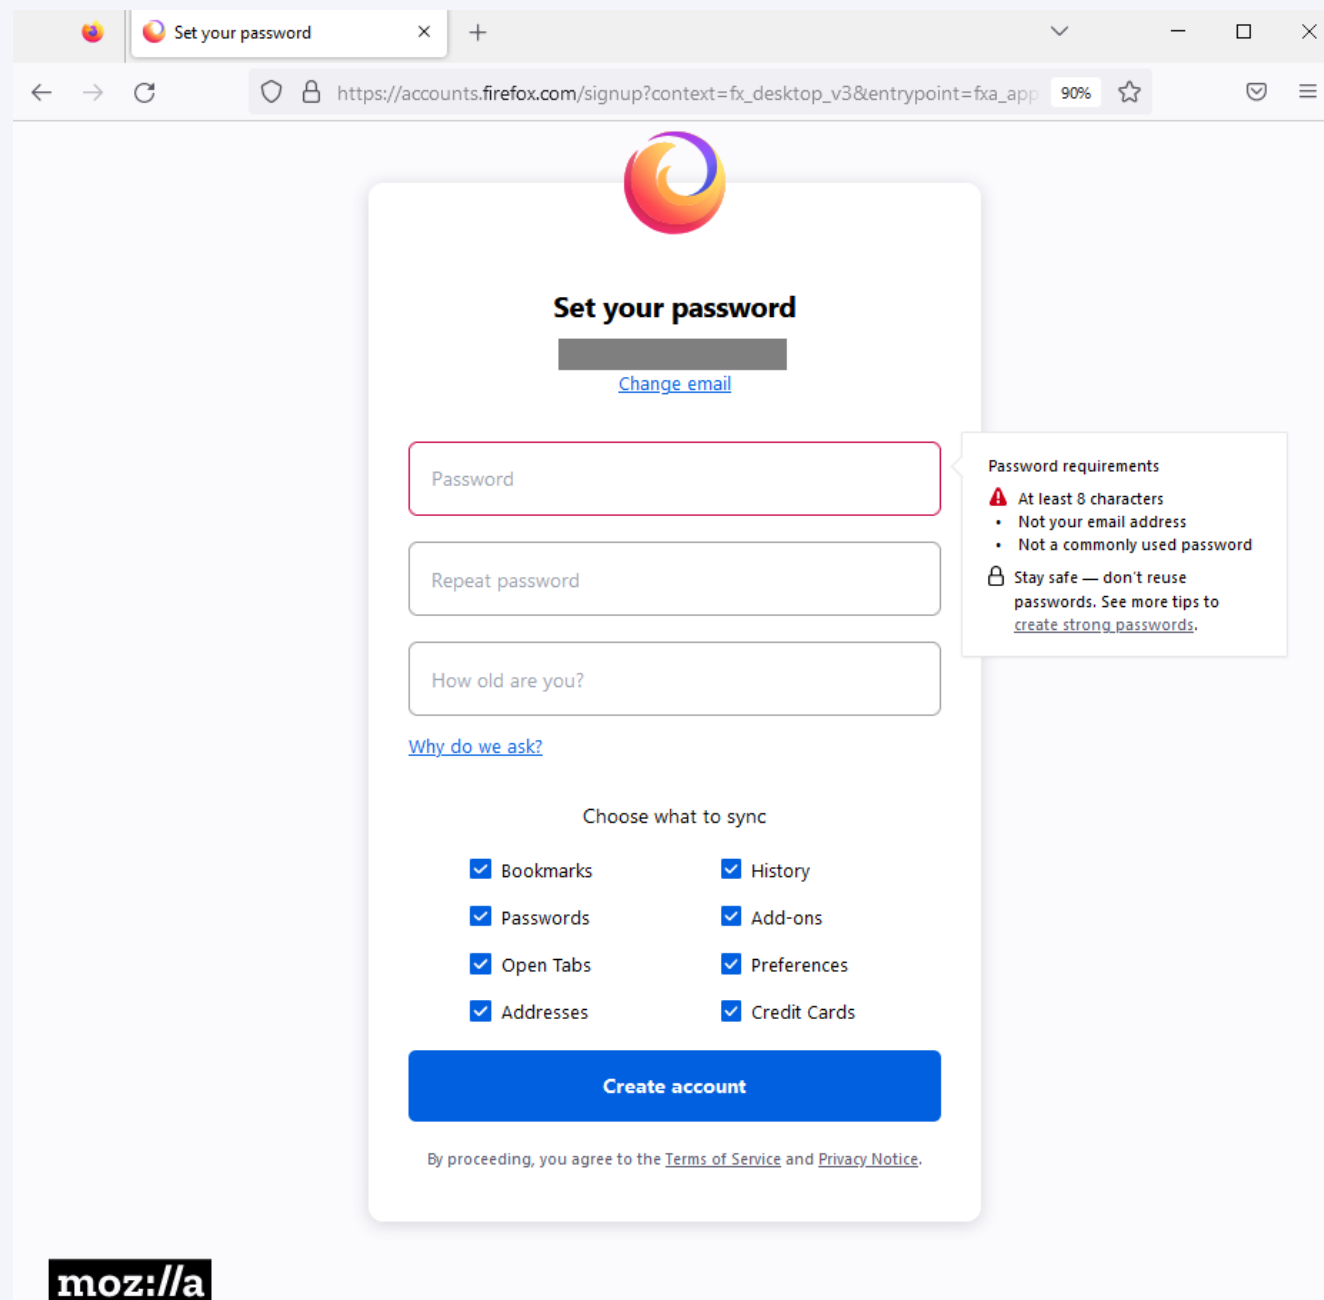 Set your password
https://accounts.firefox.com/signup?context=fx_desktop_v3&entrypoint=fxa_app
90%
Set your password
Change email
Password
Password requirements
At least 8 characters
• Not your email address
• Not a commonly used password
Stay safe — don't reuse
passwords. See more tips to
create strong passwords.
Repeat password
How old are you?
Why do we ask?
Choose what to sync
Bookmarks
History
Passwords
Add-ons
Open Tabs
Preferences
Addresses
Credit Cards
Create account
By proceeding, you agree to the Terms of Service and Privacy Notice.
moz://a